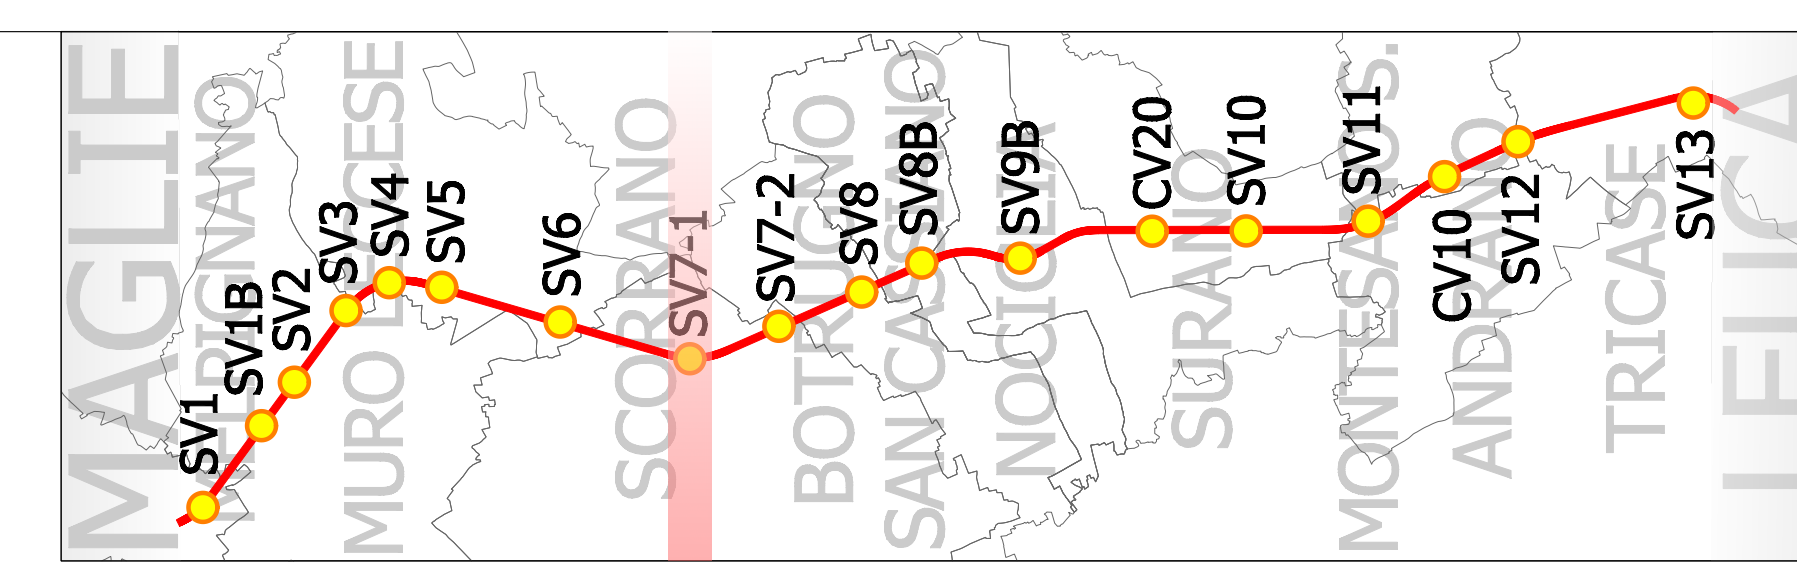 MAGLIE
MELPIGNANO
MURO LECCESE
SCORRANO
BOTRUGNO
SAN CASSIANO
NOCIGLIA
SURANO
MONTESANO S.
ANDRANO
TRICASE
SV1
SV1B
SV2
SV3
SV4
SV5
SV6
SV7-1
SV7-2
SV8
SV8B
SV9B
CV20
SV10
SV11
CV10
SV12
SV13